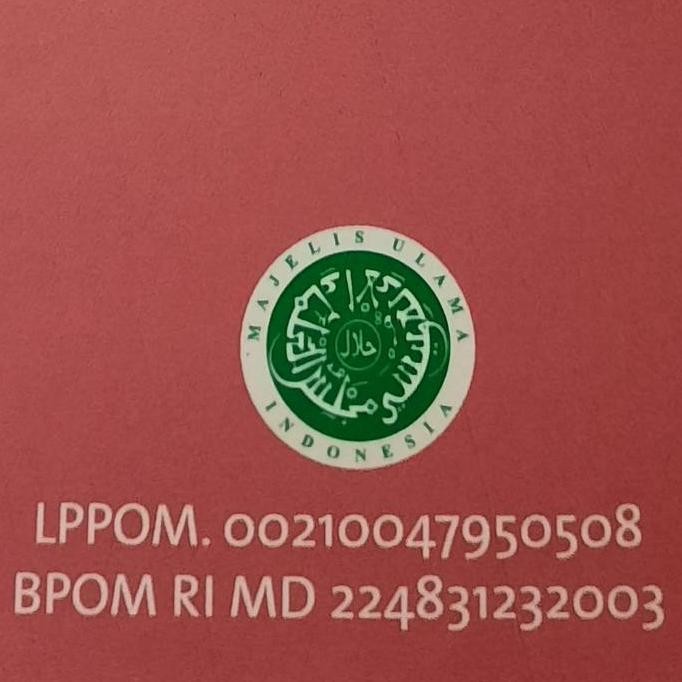 MAJELIS ULAMA
حلال
INDONESIA
LPPOM. 00210047950508
BPOM RI MD 224831232003